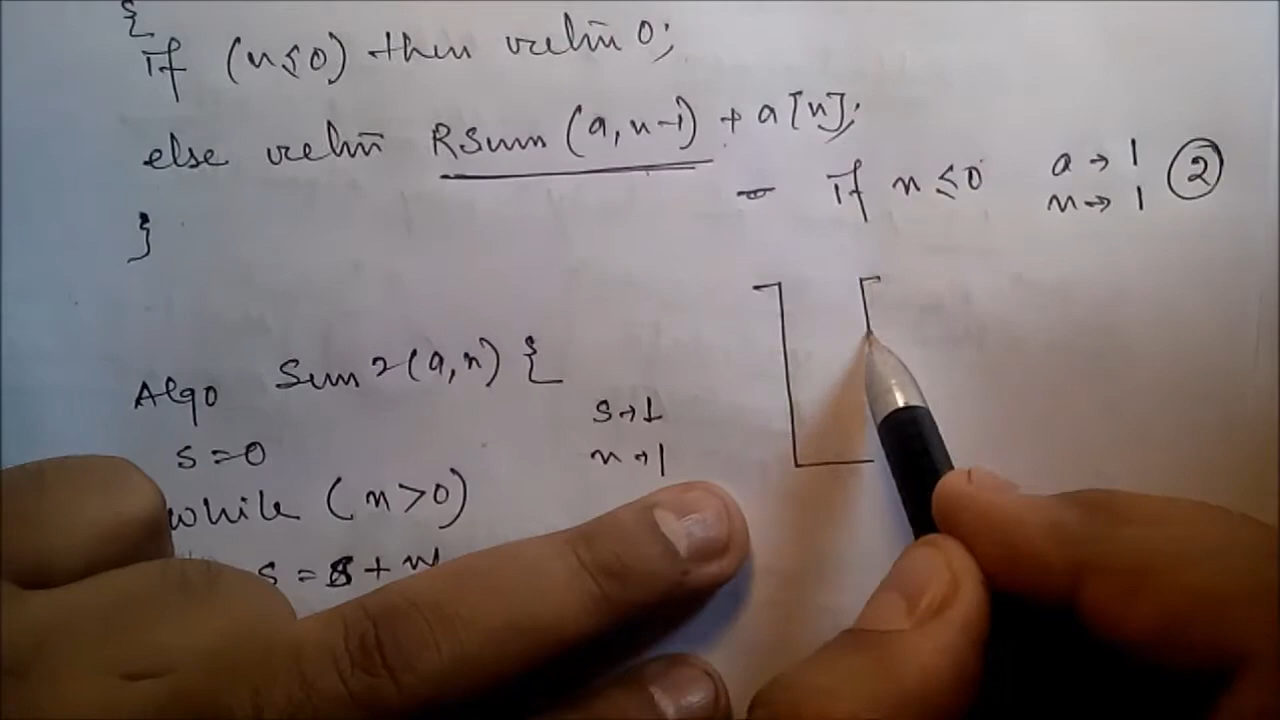 {
if (n≤0) then return 0;
else return RSum (a, n-1) + a[n];
- if n ≤ 0 a → 1 ②
n → 1
}
Algo Sum2(a,n) {
s → 1
s = 0
n → 1
while (n>0)
s = s + n